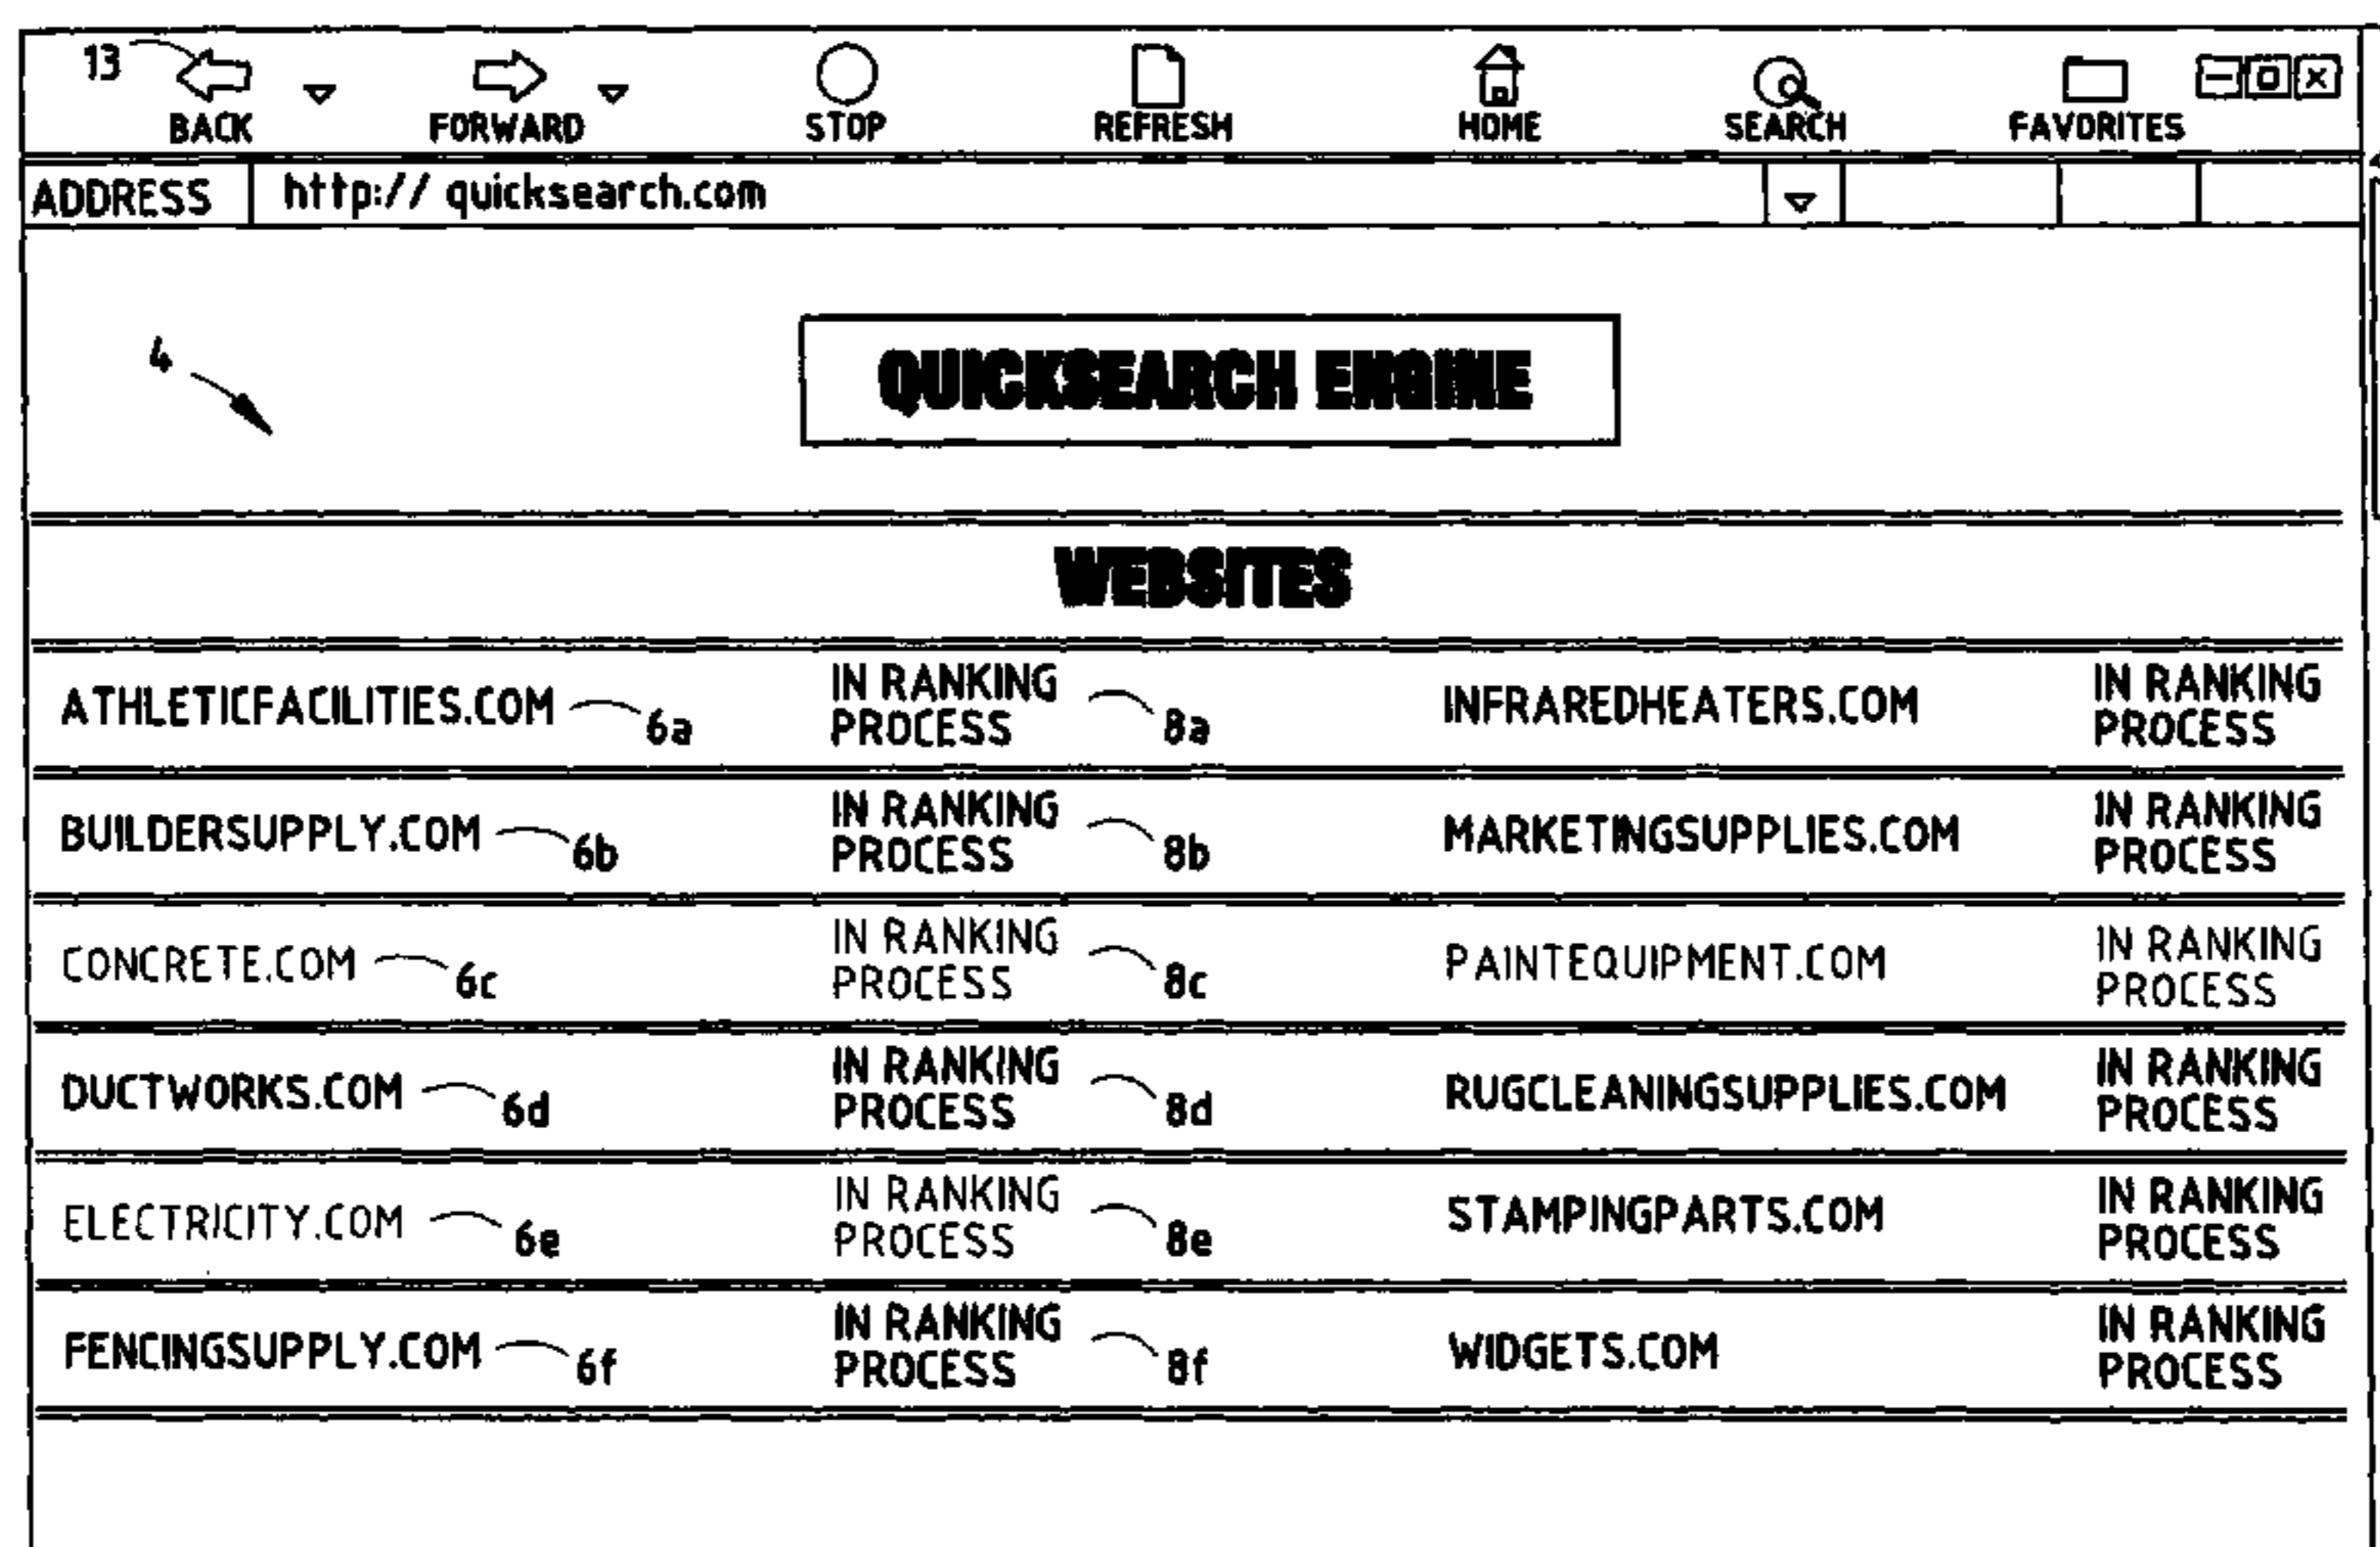 13
BACK FORWARD STOP REFRESH HOME SEARCH FAVORITES
ADDRESS http:// quicksearch.com
4
QUICKSEARCH ENGINE
WEBSITES
ATHLETICFACILITIES.COM 6a IN RANKING PROCESS 8a INFRAREDHEATERS.COM IN RANKING PROCESS
BUILDERSUPPLY.COM 6b IN RANKING PROCESS 8b MARKETINGSUPPLIES.COM IN RANKING PROCESS
CONCRETE.COM 6c IN RANKING PROCESS 8c PAINTEQUIPMENT.COM IN RANKING PROCESS
DUCTWORKS.COM 6d IN RANKING PROCESS 8d RUGCLEANINGSUPPLIES.COM IN RANKING PROCESS
ELECTRICITY.COM 6e IN RANKING PROCESS 8e STAMPINGPARTS.COM IN RANKING PROCESS
FENCINGSUPPLY.COM 6f IN RANKING PROCESS 8f WIDGETS.COM IN RANKING PROCESS